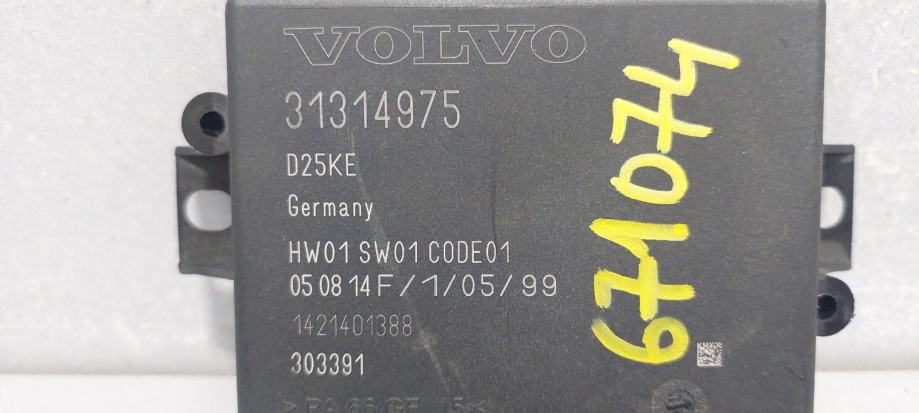 VOLVO
31314975
D25KE
Germany
HW01 SW01 CODE01
05 08 14 F/1/05/99
1421401388
303391
671074